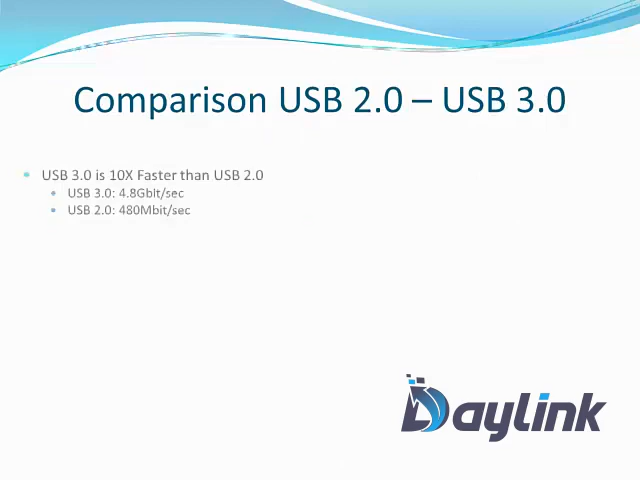 Comparison USB 2.0 – USB 3.0
USB 3.0 is 10X Faster than USB 2.0
USB 3.0: 4.8GbIt/sec
USB 2.0: 480Mbit/sec
Daylink